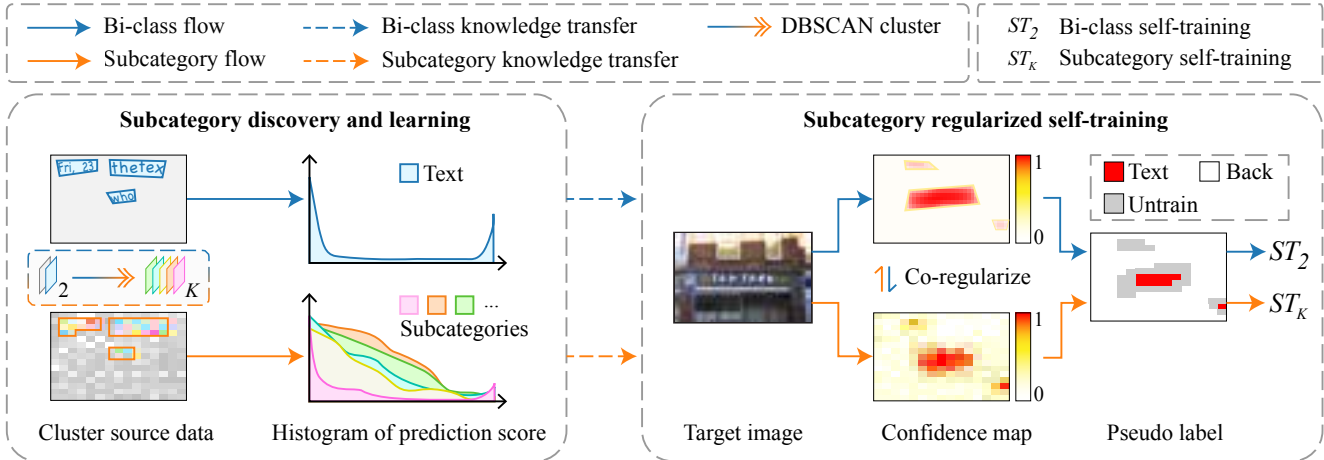 Bi-class flow
Bi-class knowledge transfer
DBSCAN cluster
Subcategory flow
Subcategory knowledge transfer
ST2 Bi-class self-training
STK Subcategory self-training
Subcategory discovery and learning
Fri, 23
thetex
who
Text
2
K
...
Subcategories
Cluster source data
Histogram of prediction score
Subcategory regularized self-training
1
0
Text
Back
Untrain
Co-regularize
ST2
STK
1
0
Target image
Confidence map
Pseudo label